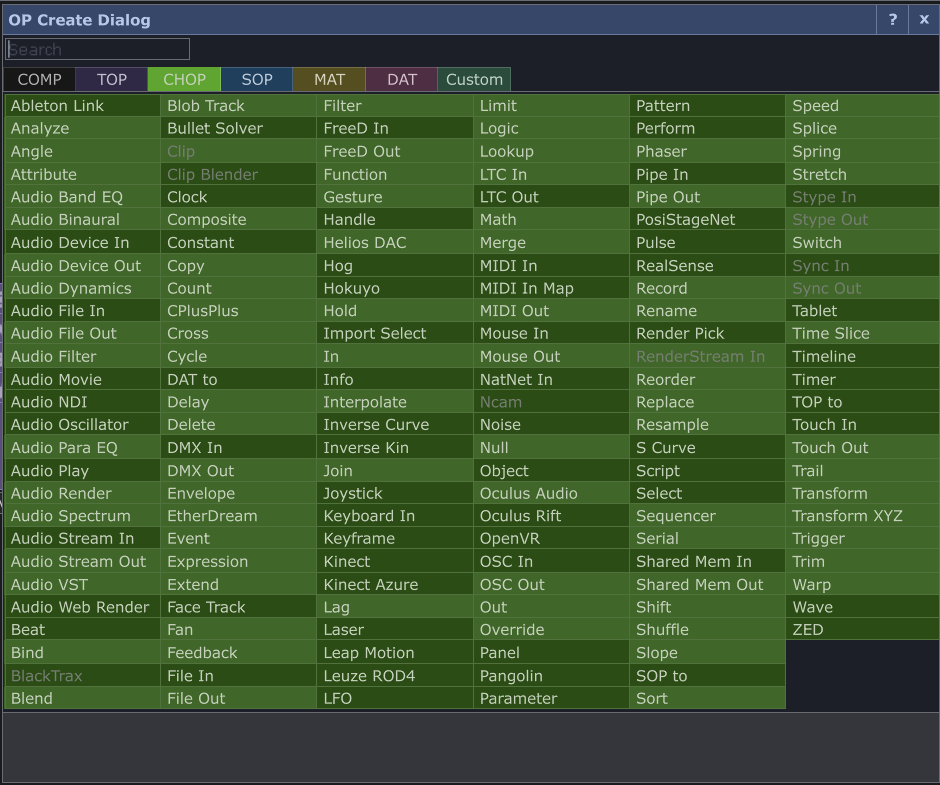 OP Create Dialog ? x
Search
COMP TOP CHOP SOP MAT DAT Custom
Ableton Link Blob Track Filter Limit Pattern Speed
Analyze Bullet Solver FreeD In Logic Perform Splice
Angle Clip FreeD Out Lookup Phaser Spring
Attribute Clip Blender Function LTC In Pipe In Stretch
Audio Band EQ Clock Gesture LTC Out Pipe Out Stype In
Audio Binaural Composite Handle Math PosiStageNet Stype Out
Audio Device In Constant Helios DAC Merge Pulse Switch
Audio Device Out Copy Hog MIDI In RealSense Sync In
Audio Dynamics Count Hokuyo MIDI In Map Record Sync Out
Audio File In CPlusPlus Hold MIDI Out Rename Tablet
Audio File Out Cross Import Select Mouse In Render Pick Time Slice
Audio Filter Cycle In Mouse Out RenderStream In Timeline
Audio Movie DAT to Info NatNet In Reorder Timer
Audio NDI Delay Interpolate Ncam Replace TOP to
Audio Oscillator Delete Inverse Curve Noise Resample Touch In
Audio Para EQ DMX In Inverse Kin Null S Curve Touch Out
Audio Play DMX Out Join Object Script Trail
Audio Render Envelope Joystick Oculus Audio Select Transform
Audio Spectrum EtherDream Keyboard In Oculus Rift Sequencer Transform XYZ
Audio Stream In Event Keyframe OpenVR Serial Trigger
Audio Stream Out Expression Kinect OSC In Shared Mem In Trim
Audio VST Extend Kinect Azure OSC Out Shared Mem Out Warp
Audio Web Render Face Track Lag Out Shift Wave
Beat Fan Laser Override Shuffle ZED
Bind Feedback Leap Motion Panel Slope
BlackTrax File In Leuze ROD4 Pangolin SOP to
Blend File Out LFO Parameter Sort